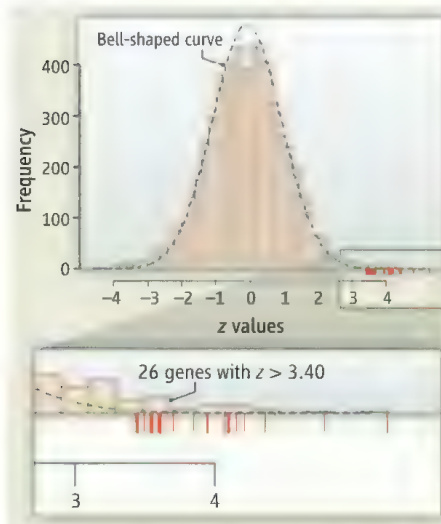 Bell-shaped curve
400
300
200
100
0
Frequency
-4 -3 -2 -1 0 1 2 3 4
z values
26 genes with z > 3.40
3 4